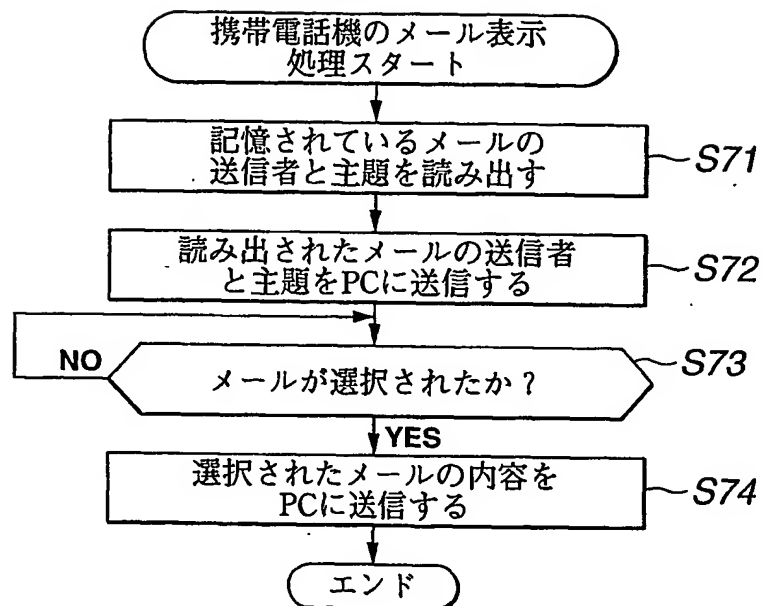 携帯電話機のメール表示
処理スタート
記憶されているメールの
送信者と主題を読み出す
S71
読み出されたメールの送信者
と主題をPCに送信する
S72
NO
メールが選択されたか？
S73
YES
選択されたメールの内容を
PCに送信する
S74
エンド